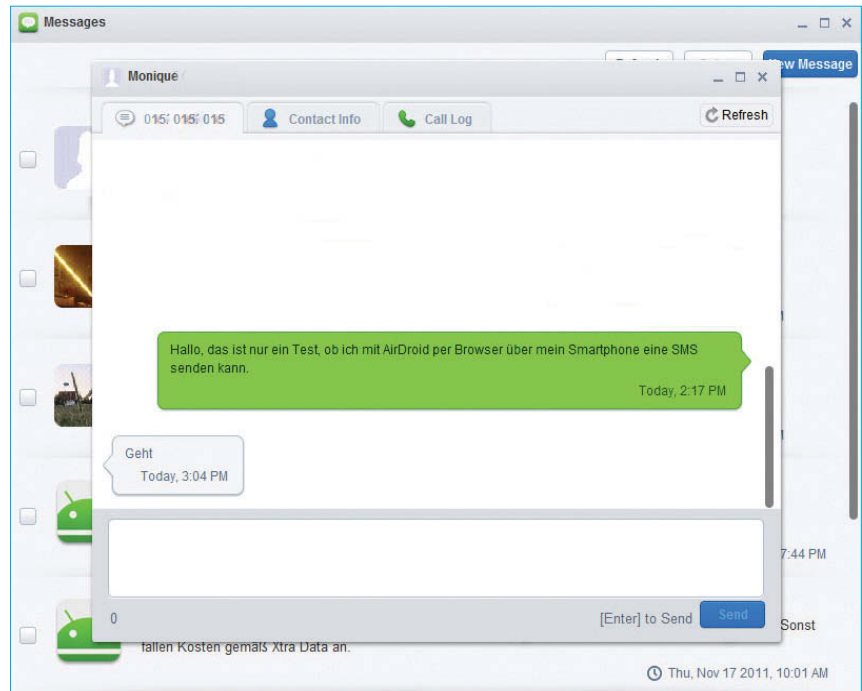 Messages
New Message
Monique
015 015 015
Contact Info
Call Log
Refresh
Hallo, das ist nur ein Test, ob ich mit AirDroid per Browser über mein Smartphone eine SMS
senden kann.
Today, 2:17 PM
Geht
Today, 3:04 PM
7:44 PM
0
[Enter] to Send
Send
Sonst
fallen Kosten gemäß Xtra Data an.
Thu, Nov 17 2011, 10:01 AM